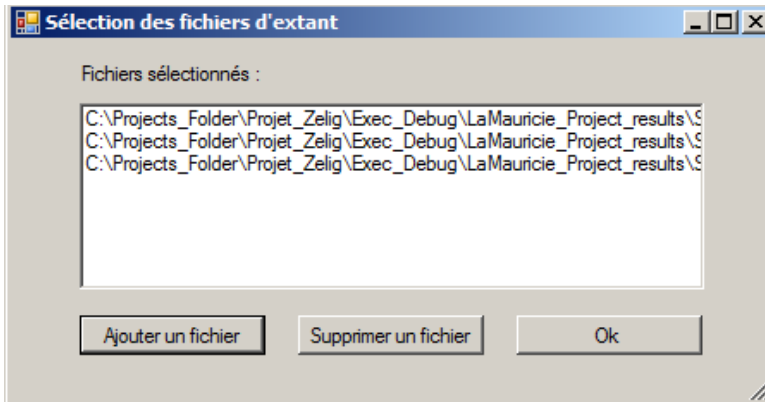 Sélection des fichiers d'extant
Fichiers sélectionnés :
C:\Projects_Folder\Projet_Zelig\Exec_Debug\LaMauricie_Project_results\S
C:\Projects_Folder\Projet_Zelig\Exec_Debug\LaMauricie_Project_results\S
C:\Projects_Folder\Projet_Zelig\Exec_Debug\LaMauricie_Project_results\S
Ajouter un fichier Supprimer un fichier Ok